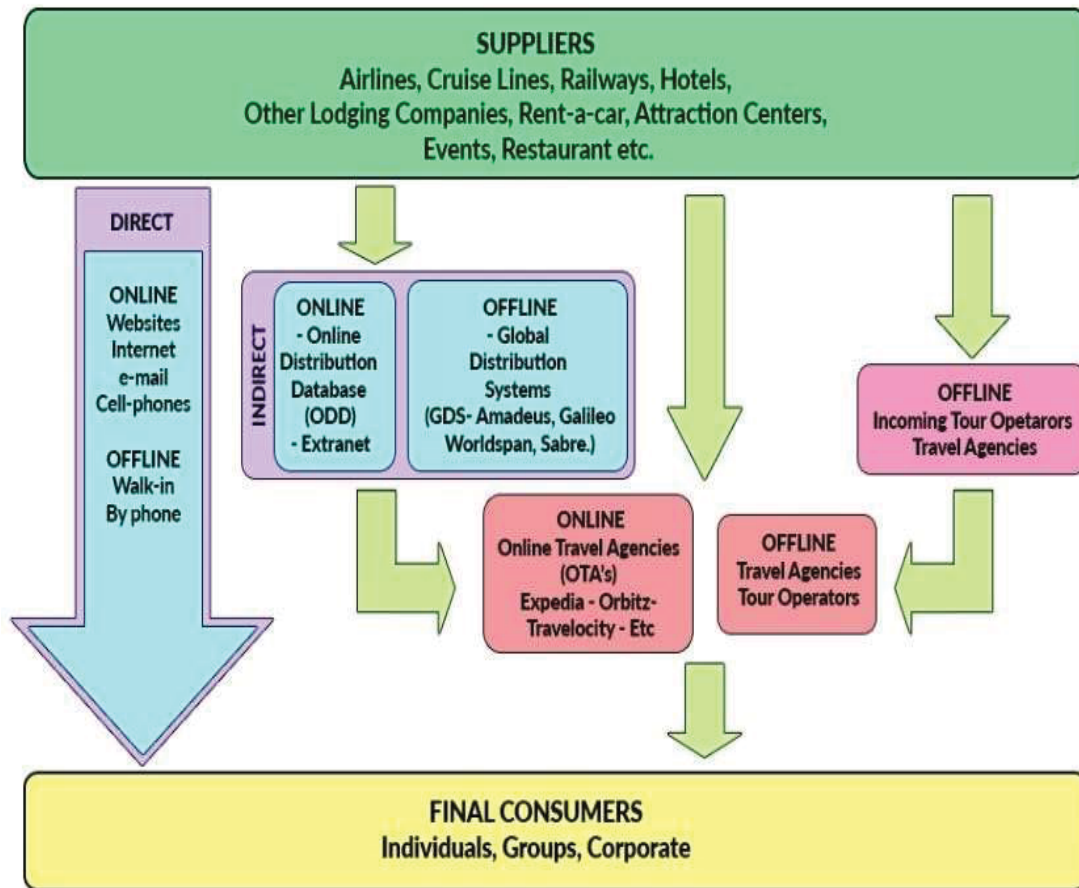 SUPPLIERS
Airlines, Cruise Lines, Railways, Hotels,
Other Lodging Companies, Rent-a-car, Attraction Centers,
Events, Restaurant etc.
DIRECT
ONLINE
Websites
Internet
e-mail
Cell-phones
OFFLINE
Walk-in
By phone
INDIRECT
ONLINE
- Online
Distribution
Database
(ODD)
- Extranet
OFFLINE
- Global
Distribution
Systems
(GDS- Amadeus, Galileo
Worldspan, Sabre.)
OFFLINE
Incoming Tour Opetarors
Travel Agencies
ONLINE
Online Travel Agencies
(OTA's)
Expedia - Orbitz-
Travelocity - Etc
OFFLINE
Travel Agencies
Tour Operators
FINAL CONSUMERS
Individuals, Groups, Corporate